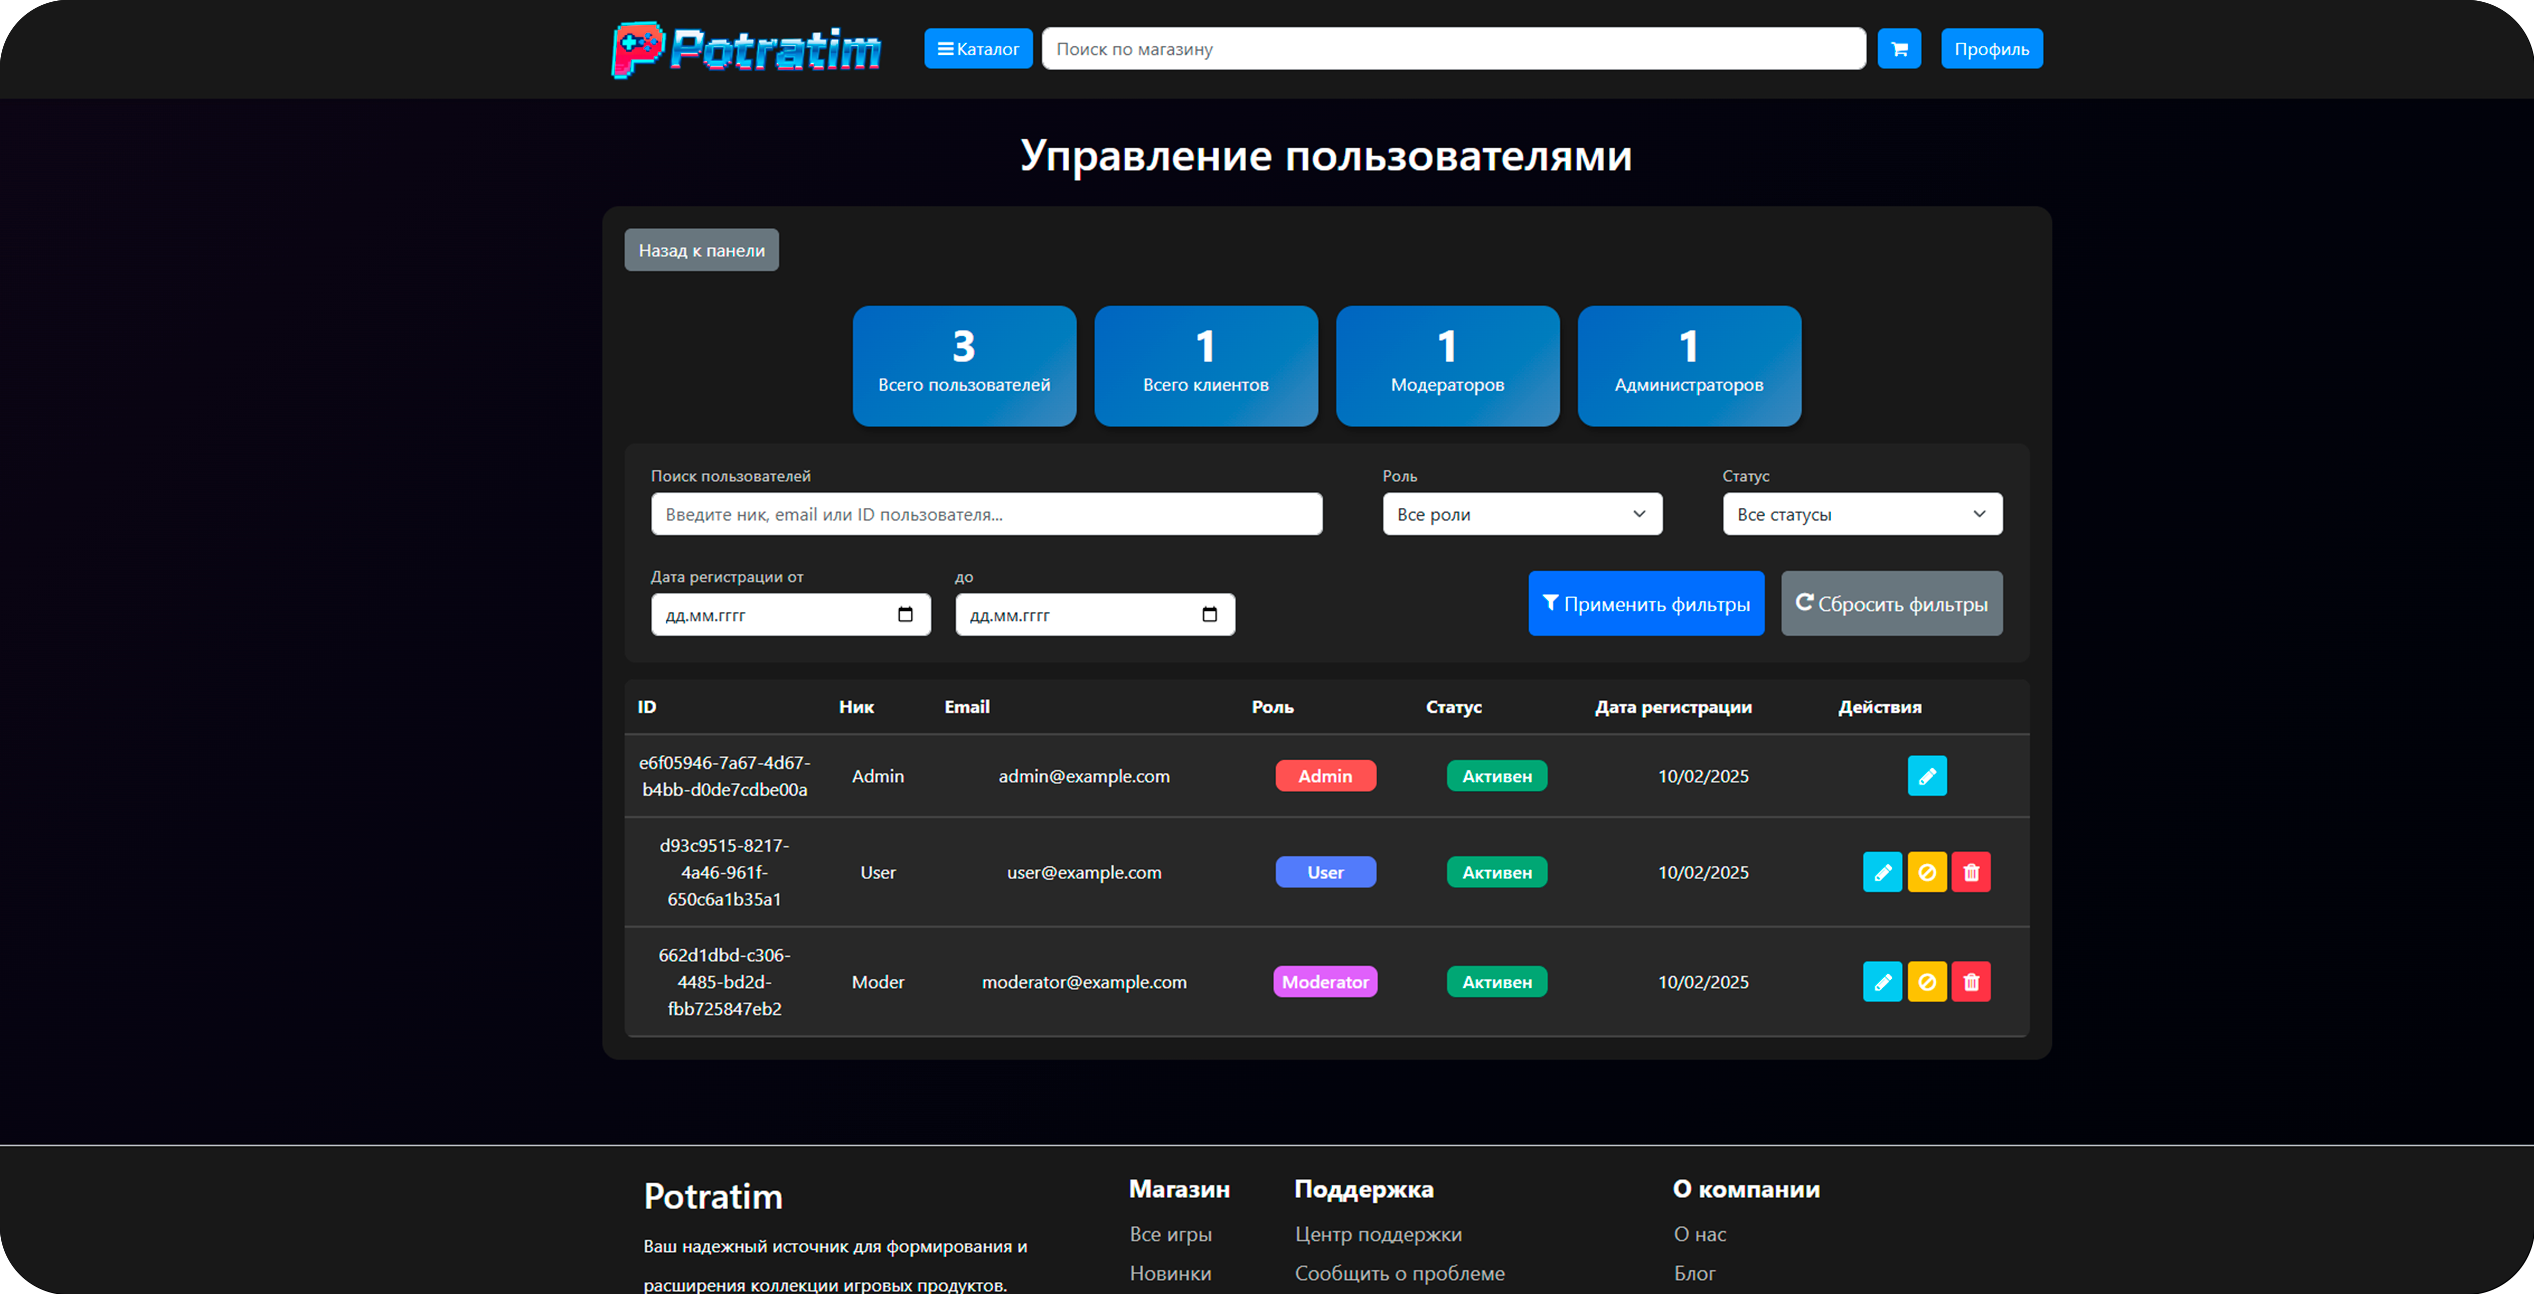 Potratim
Каталог
Поиск по магазину
Профиль
Управление пользователями
Назад к панели
3
Всего пользователей
1
Всего клиентов
1
Модераторов
1
Администраторов
Поиск пользователей
Роль
Статус
Введите ник, email или ID пользователя...
Все роли
Все статусы
Дата регистрации от
до
дд.мм.гггг
дд.мм.гггг
Применить фильтры
Сбросить фильтры
ID Ник Email Роль Статус Дата регистрации Действия
e6f05946-7a67-4d67-
b4bb-d0de7cdbe00a
Admin admin@example.com Admin Активен 10/02/2025
d93c9515-8217-
4a46-961f-
650c6a1b35a1
User user@example.com User Активен 10/02/2025
662d1dbd-c306-
4485-bd2d-
fbb725847eb2
Moder moderator@example.com Moderator Активен 10/02/2025
Potratim
Ваш надежный источник для формирования и
расширения коллекции игровых продуктов.
Магазин
Все игры
Новинки
Поддержка
Центр поддержки
Сообщить о проблеме
О компании
О нас
Блог